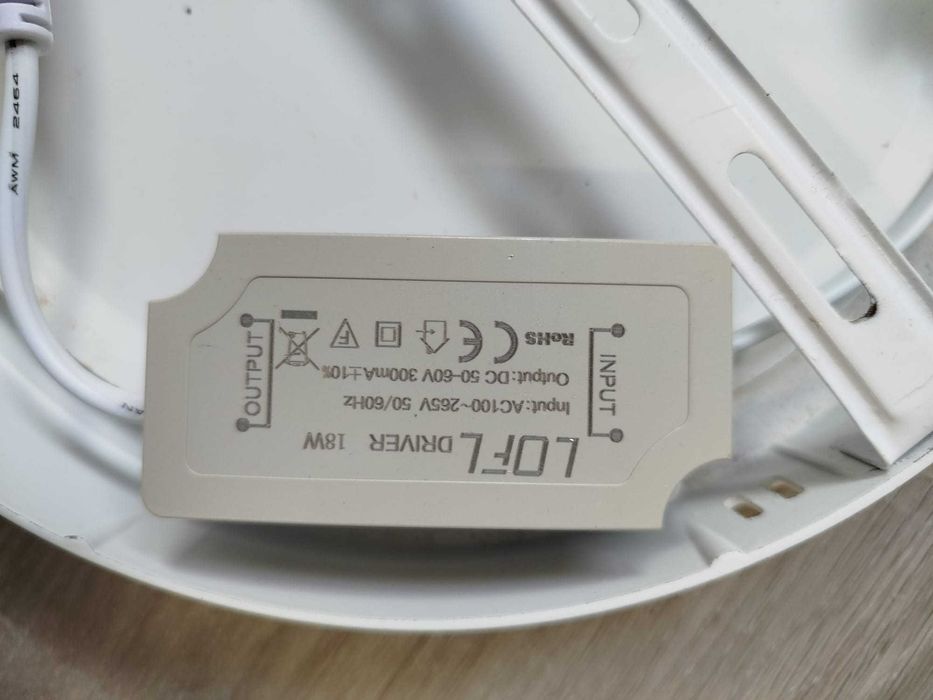 LOFL DRIVER 18W
Input:AC100~265V 50/60Hz
Output:DC 50-60V 300mA±10%
RoHS CE F
INPUT
OUTPUT
AWM 2464